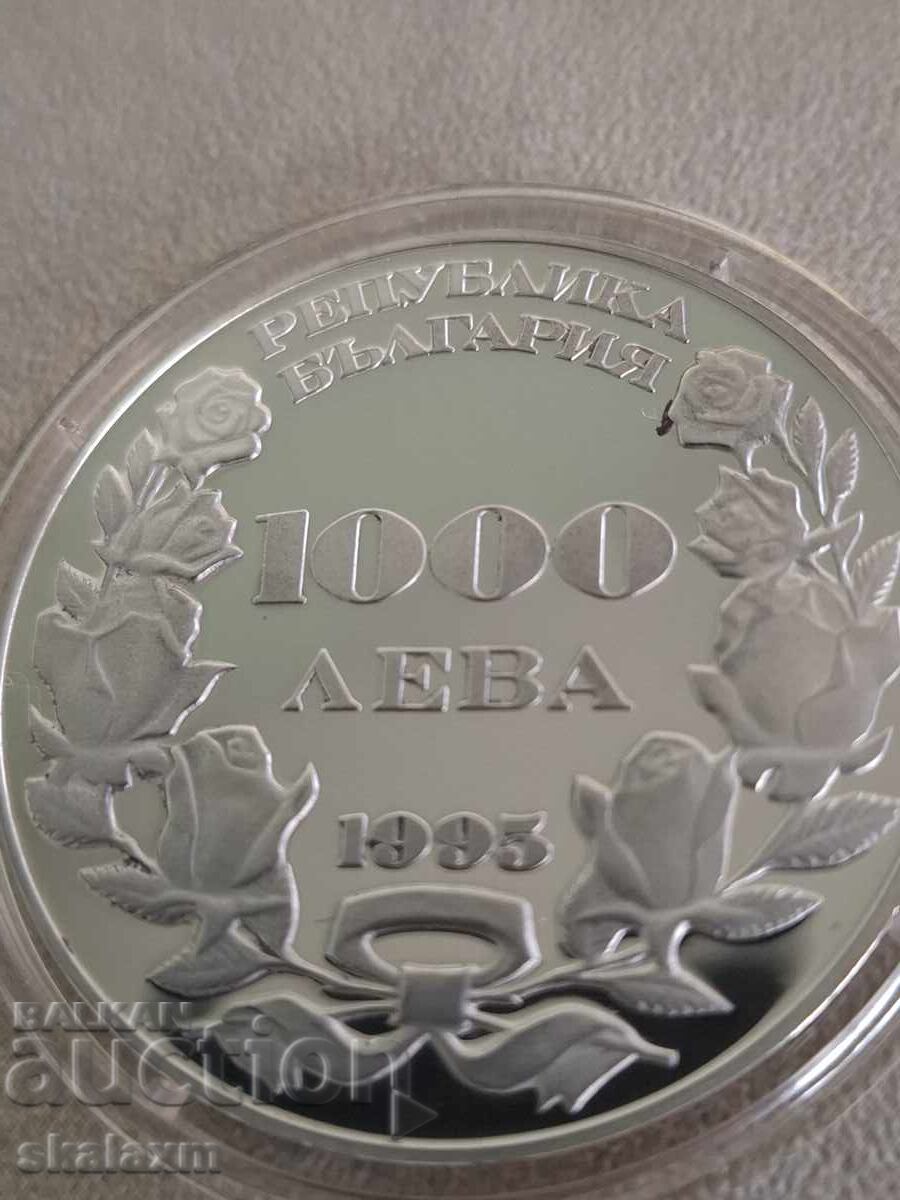 РЕПУБЛИКА
БЪЛГАРИЯ
1000
ЛЕВА
1995
BALKAN
auction
skalaxm